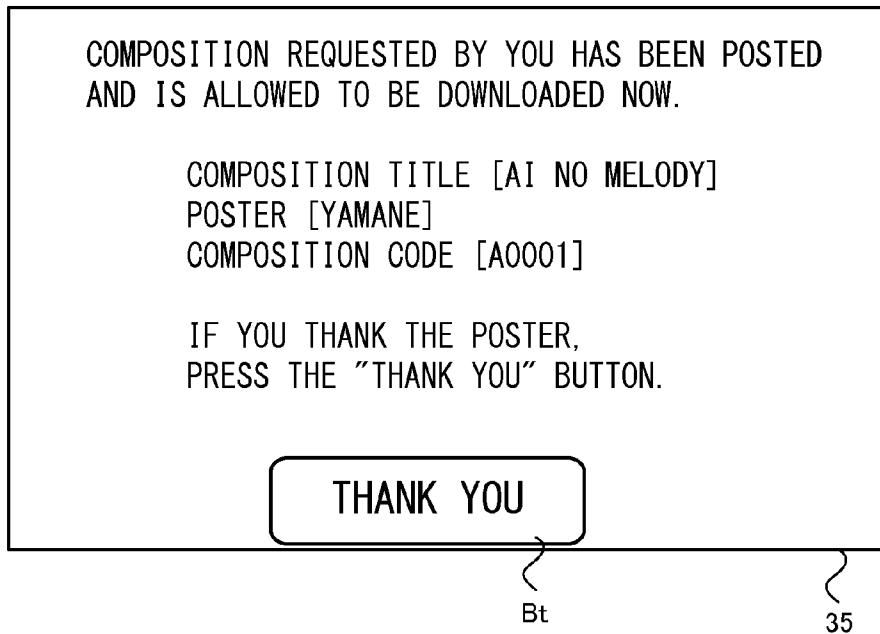 COMPOSITION REQUESTED BY YOU HAS BEEN POSTED
AND IS ALLOWED TO BE DOWNLOADED NOW.
COMPOSITION TITLE [AI NO MELODY]
POSTER [YAMANE]
COMPOSITION CODE [A0001]
IF YOU THANK THE POSTER,
PRESS THE "THANK YOU" BUTTON.
THANK YOU
Bt
35